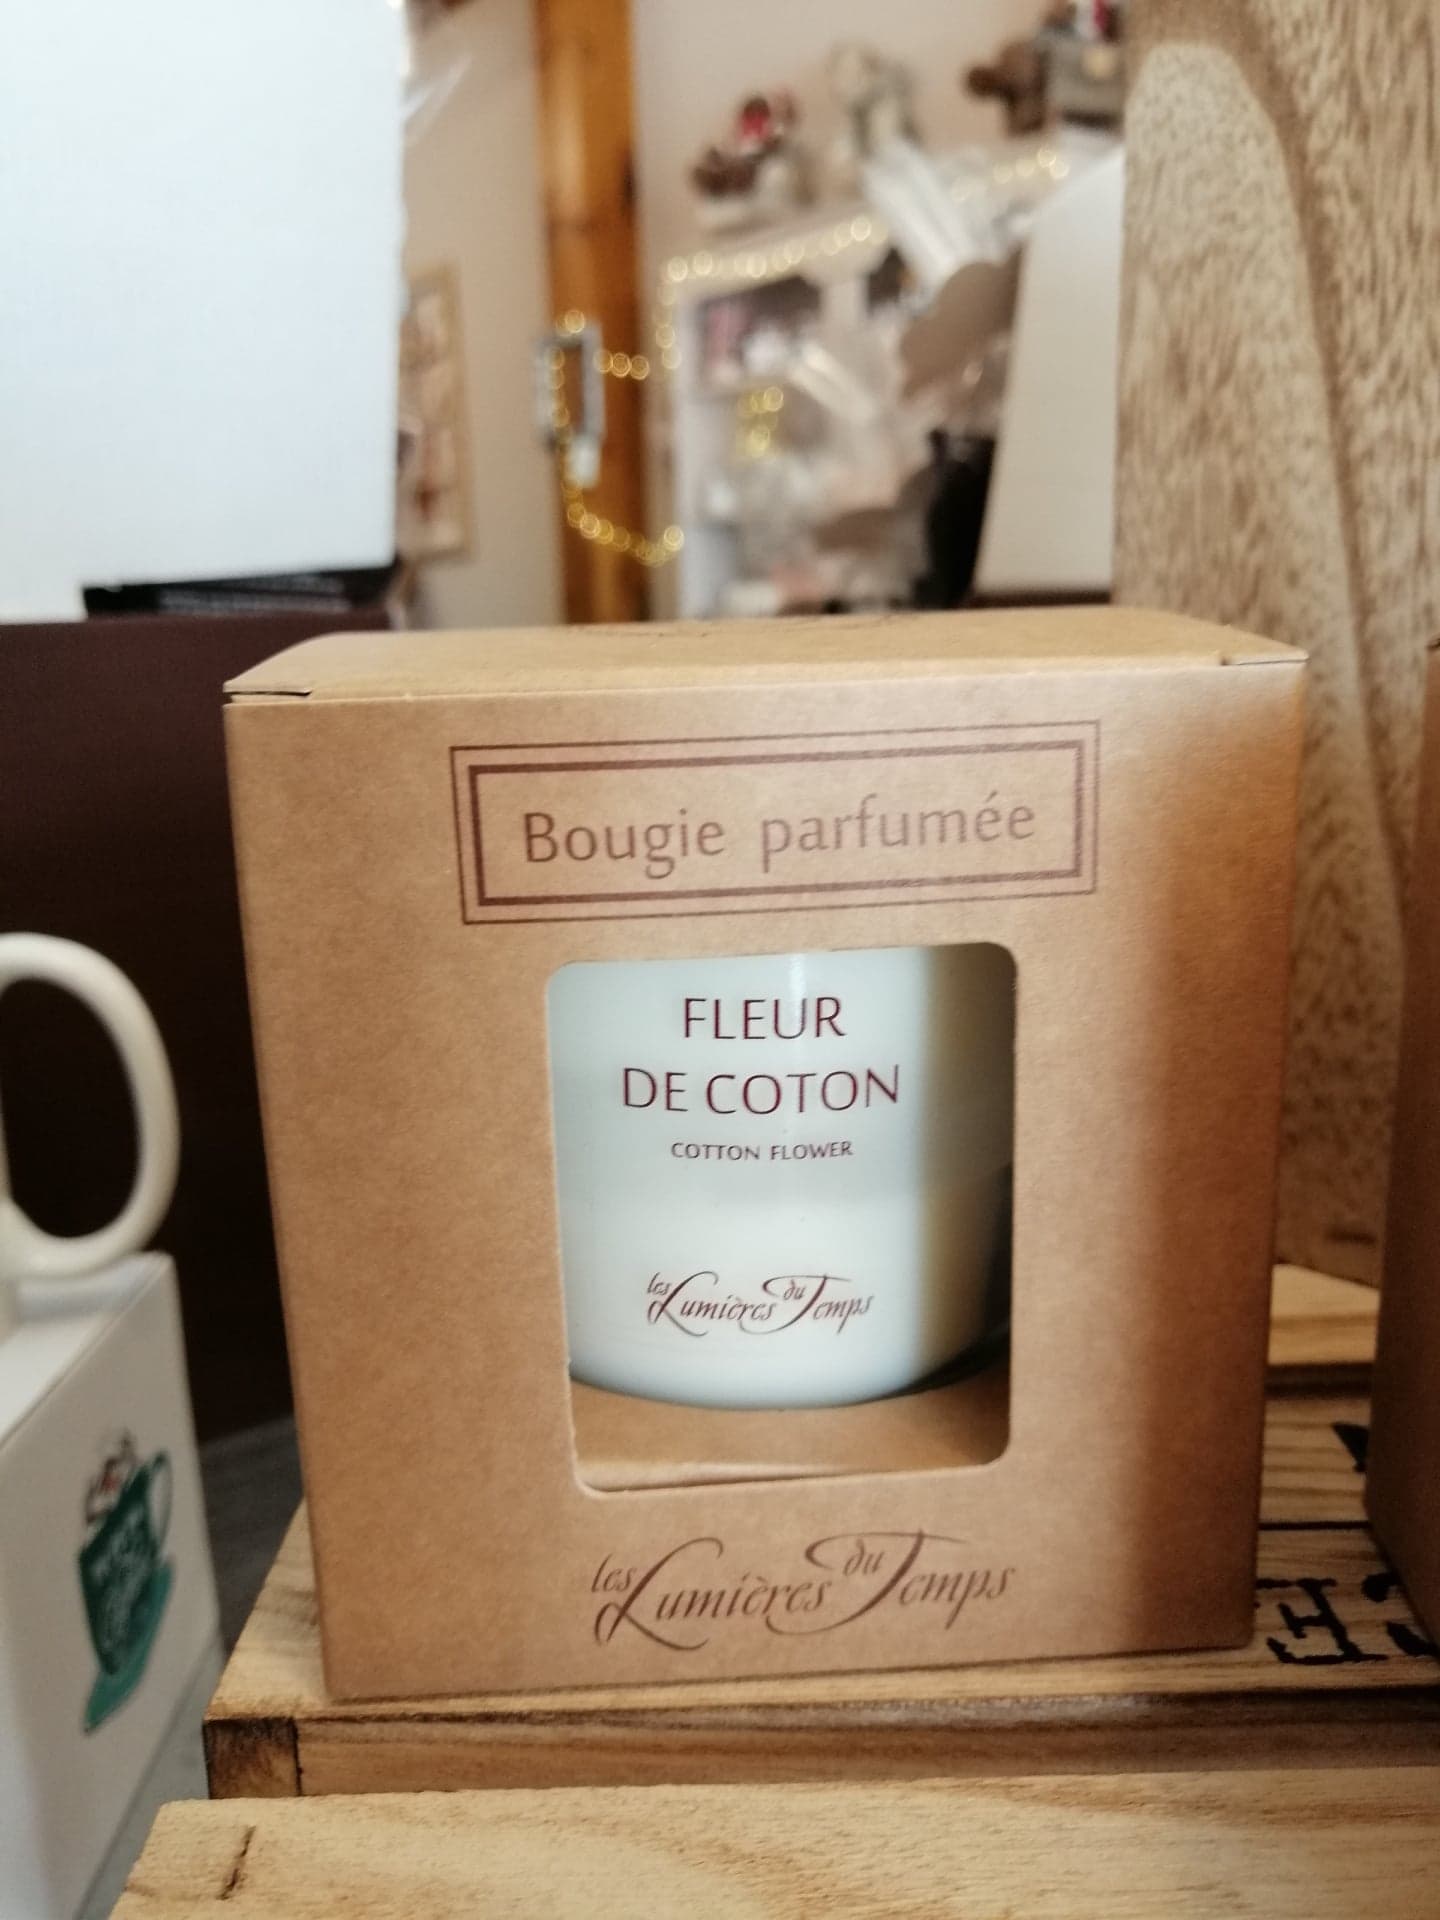 Bougie parfumée
FLEUR
DE COTON
COTTON FLOWER
les Lumières du Temps
les Lumières du Temps